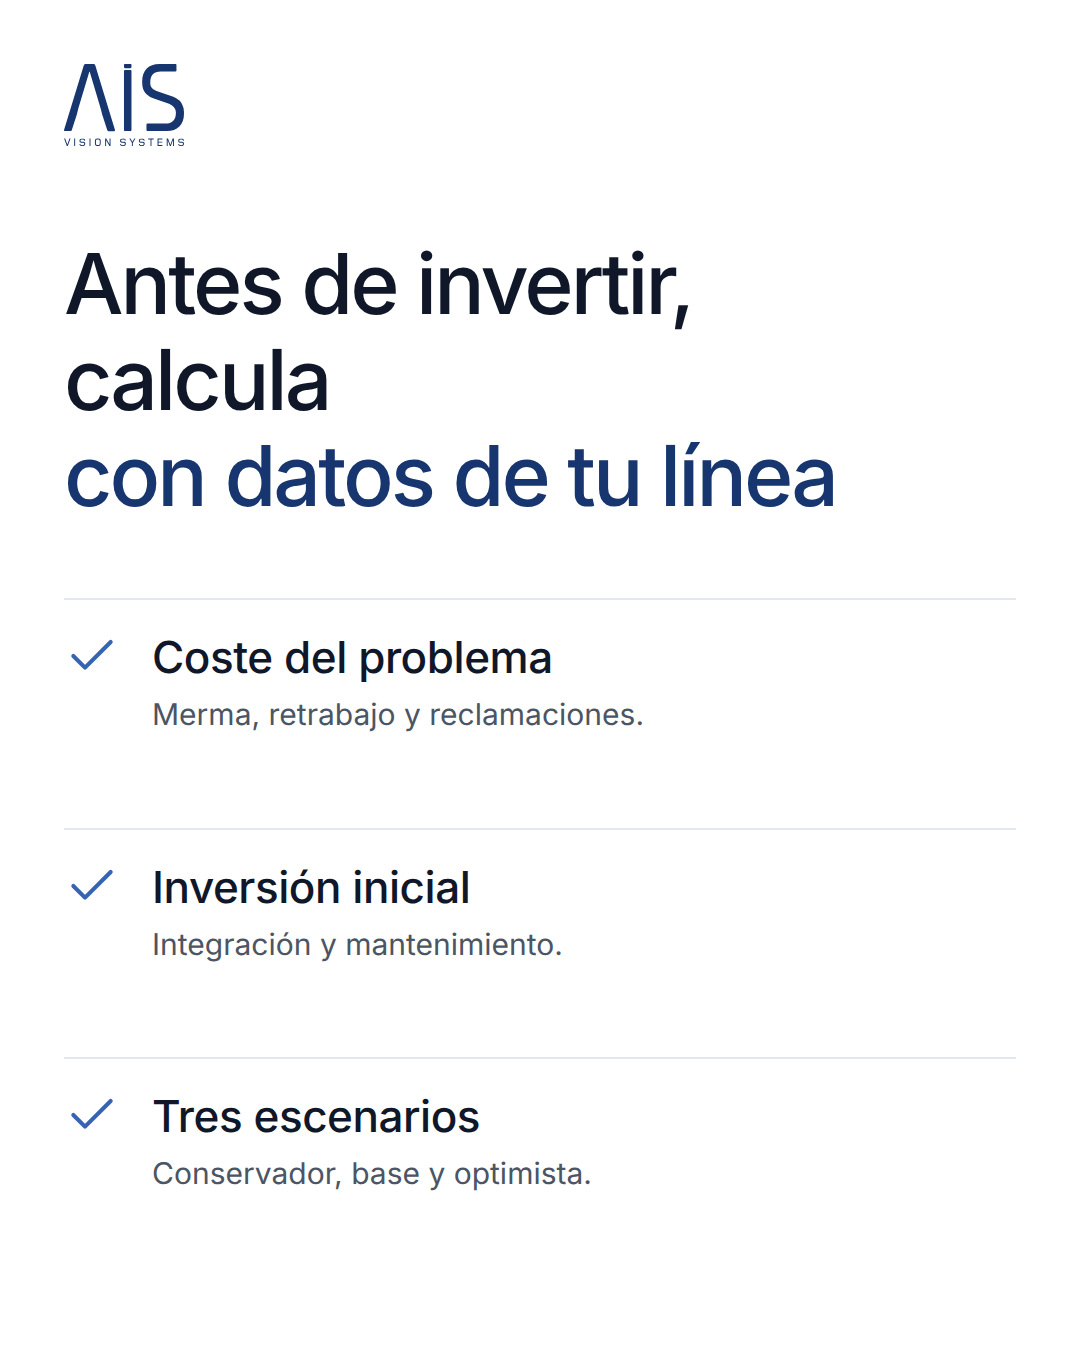 AiS
VISION SYSTEMS
Antes de invertir,
calcula
con datos de tu línea
Coste del problema
Merma, retrabajo y reclamaciones.
Inversión inicial
Integración y mantenimiento.
Tres escenarios
Conservador, base y optimista.